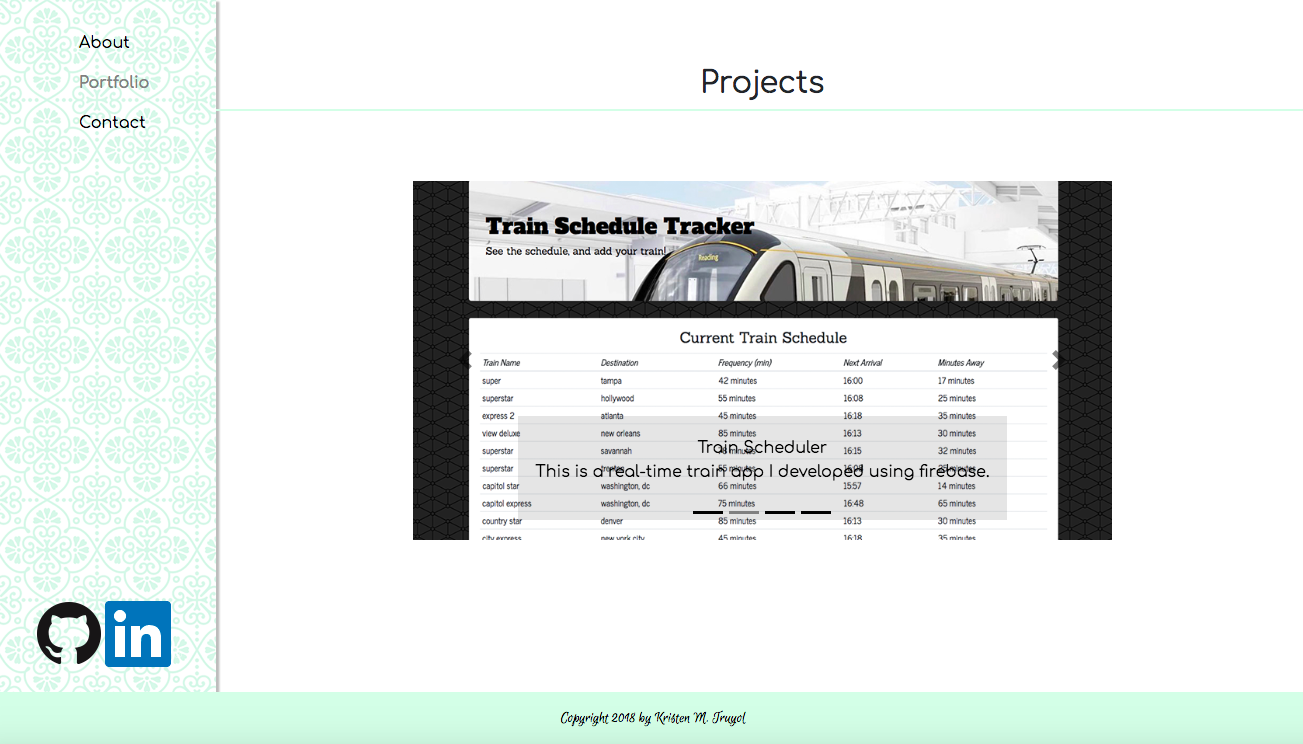 About
Portfolio
Contact
Projects
Train Schedule Tracker
See the schedule, and add your train!
Reading
Current Train Schedule
Train Name Destination Frequency (min) Next Arrival Minutes Away
super tampa 42 minutes 16:00 17 minutes
superstar hollywood 55 minutes 16:08 25 minutes
express 2 atlanta 45 minutes 16:18 35 minutes
view deluxe new orleans 85 minutes 16:13 30 minutes
superstar savannah minutes 16:15 32 minutes
Train Scheduler
superstar 55 minutes minutes
This is a real-time train app I developed using firebase.
capitol star washington, dc 66 minutes 15:57 14 minutes
capitol express washington, dc 75 minutes 16:48 65 minutes
country star denver 85 minutes 16:13 30 minutes
city express new york city 45 minutes 16:18 35 minutes
in
Copyright 2018 by Kristen M. Truyol